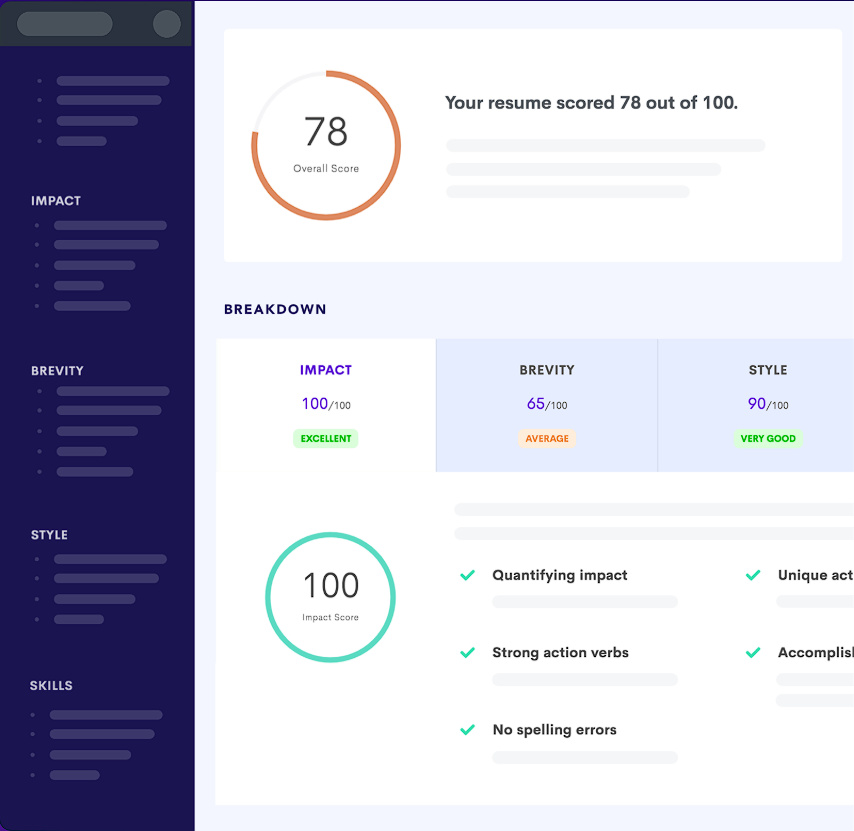 IMPACT
BREVITY
STYLE
SKILLS
78
Overall Score
Your resume scored 78 out of 100.
BREAKDOWN
IMPACT
100/100
EXCELLENT
BREVITY
65/100
AVERAGE
STYLE
90/100
VERY GOOD
100
Impact Score
Quantifying impact
Unique act
Strong action verbs
Accomplish
No spelling errors